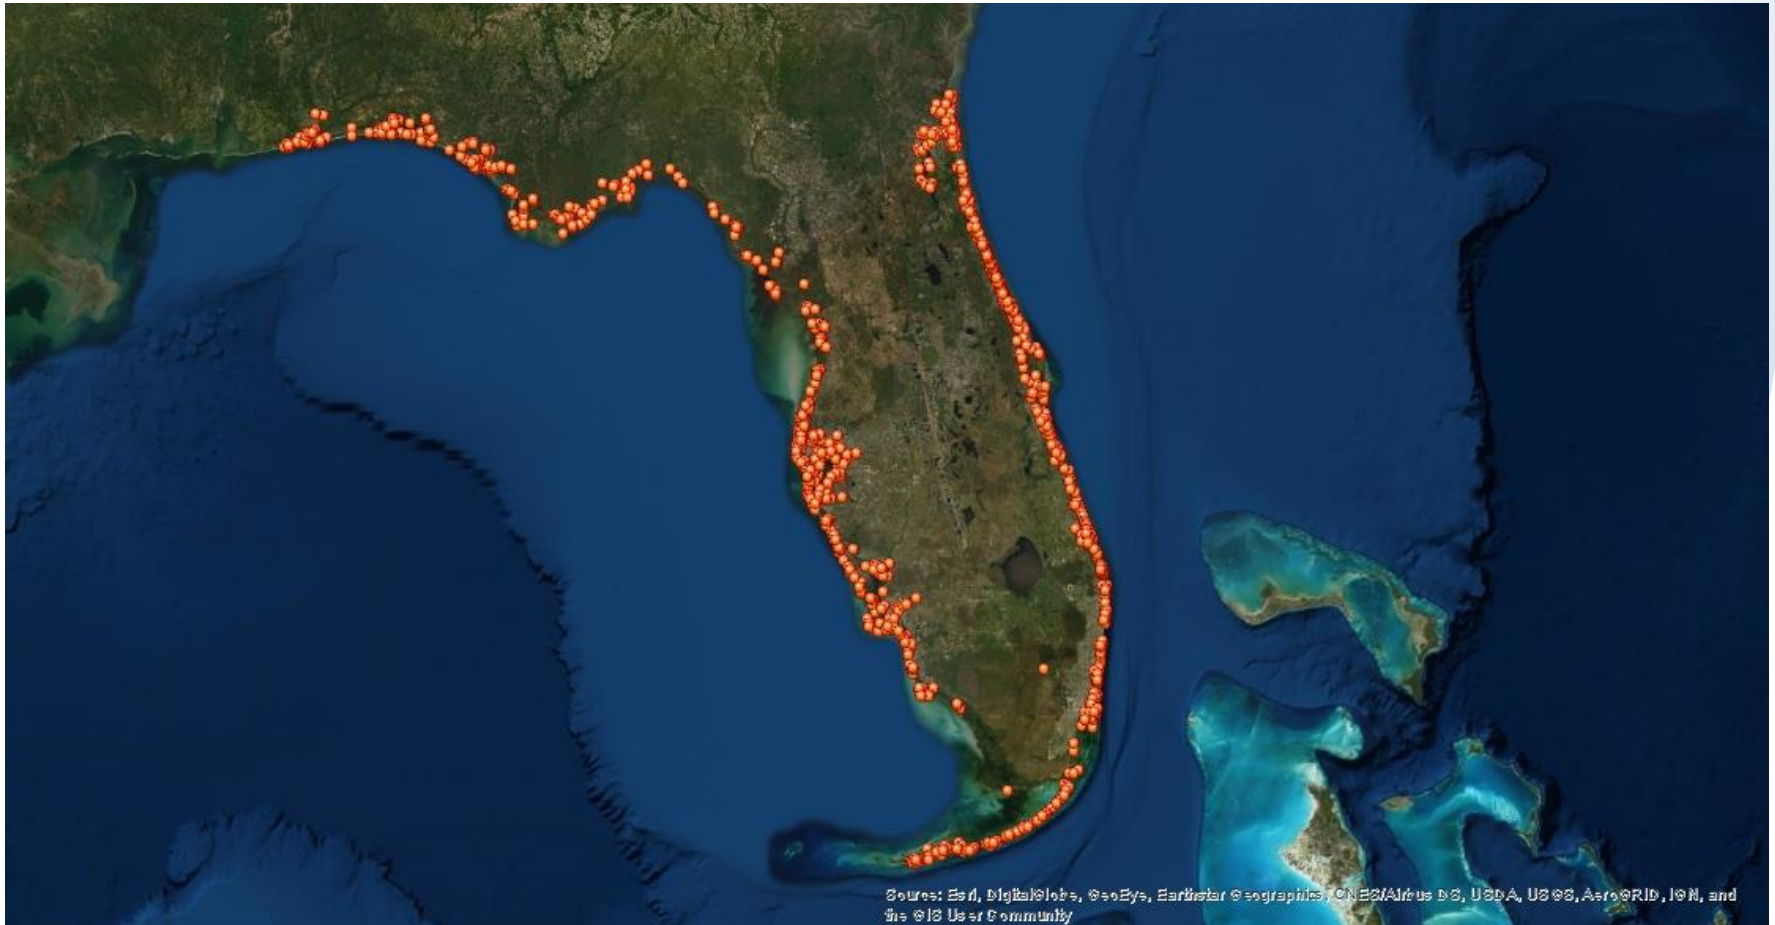 Source: Esri, DigitalGlobe, GeoEye, Earthstar Geographics, CNES/Airbus DS, USDA, USGS, AeroGRID, IGN, and
the GIS User Community